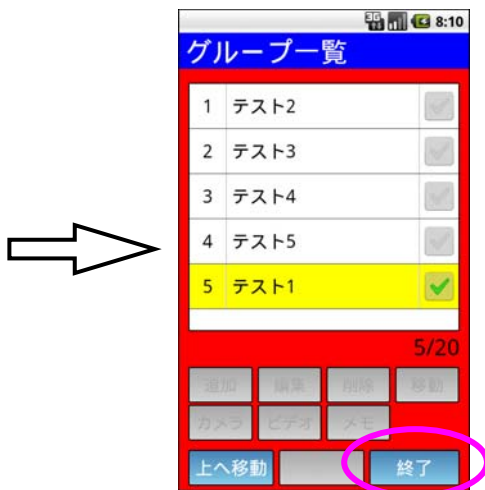 3G 8:10
グループ一覧
1 テスト2
2 テスト3
3 テスト4
4 テスト5
5 テスト1
5/20
追加 編集 削除 移動
カメラ ビデオ メモ
上へ移動 終了